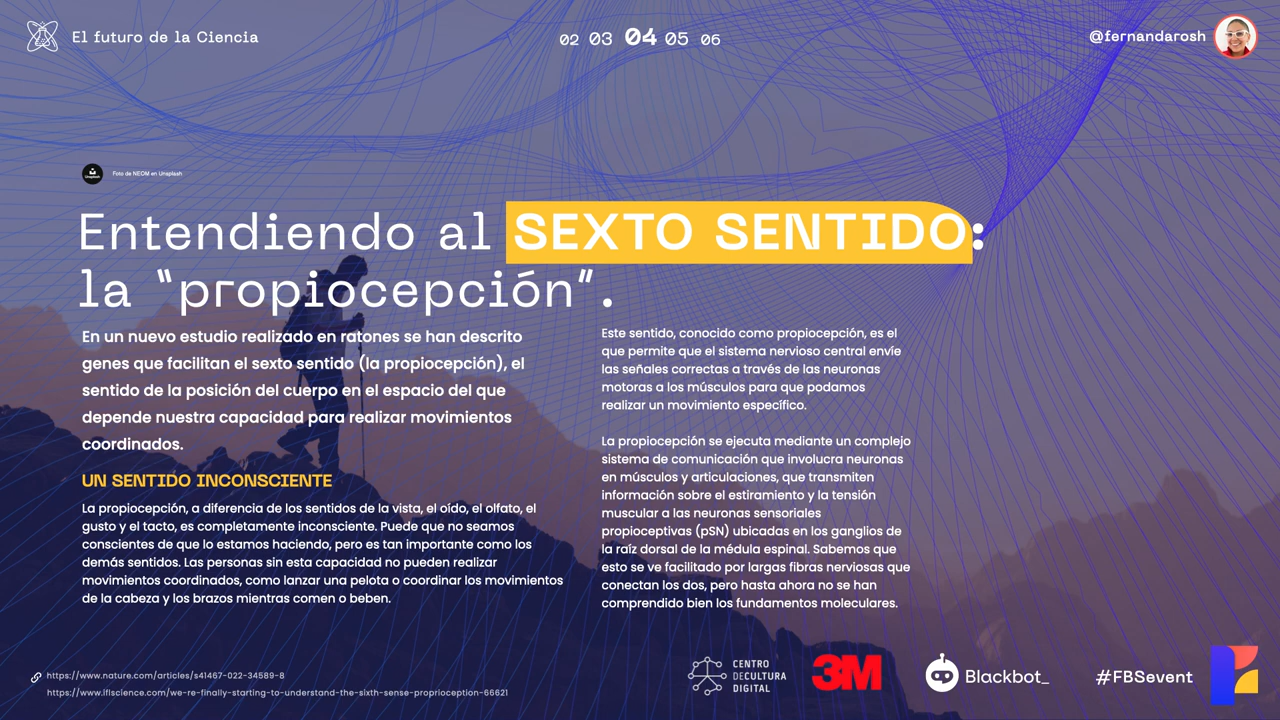 El futuro de la Ciencia
02 03 04 05 06
@fernandarosh
Unsplash
Foto de NEOM en Unsplash
Entendiendo al SEXTO SENTIDO:
la "propiocepción".
En un nuevo estudio realizado en ratones se han descrito
genes que facilitan el sexto sentido (la propiocepción), el
sentido de la posición del cuerpo en el espacio del que
depende nuestra capacidad para realizar movimientos
coordinados.
UN SENTIDO INCONSCIENTE
La propiocepción, a diferencia de los sentidos de la vista, el oído, el olfato, el
gusto y el tacto, es completamente inconsciente. Puede que no seamos
conscientes de que lo estamos haciendo, pero es tan importante como los
demás sentidos. Las personas sin esta capacidad no pueden realizar
movimientos coordinados, como lanzar una pelota o coordinar los movimientos
de la cabeza y los brazos mientras comen o beben.
Este sentido, conocido como propiocepción, es el
que permite que el sistema nervioso central envíe
las señales correctas a través de las neuronas
motoras a los músculos para que podamos
realizar un movimiento específico.
La propiocepción se ejecuta mediante un complejo
sistema de comunicación que involucra neuronas
en músculos y articulaciones, que transmiten
información sobre el estiramiento y la tensión
muscular a las neuronas sensoriales
propioceptivas (pSN) ubicadas en los ganglios de
la raíz dorsal de la médula espinal. Sabemos que
esto se ve facilitado por largas fibras nerviosas que
conectan los dos, pero hasta ahora no se han
comprendido bien los fundamentos moleculares.
https://www.nature.com/articles/s41467-022-34589-8
https://www.iflscience.com/we-re-finally-starting-to-understand-the-sixth-sense-proprioception-66621
CENTRO
DECULTURA
DIGITAL
3M
Blackbot_
#FBSevent